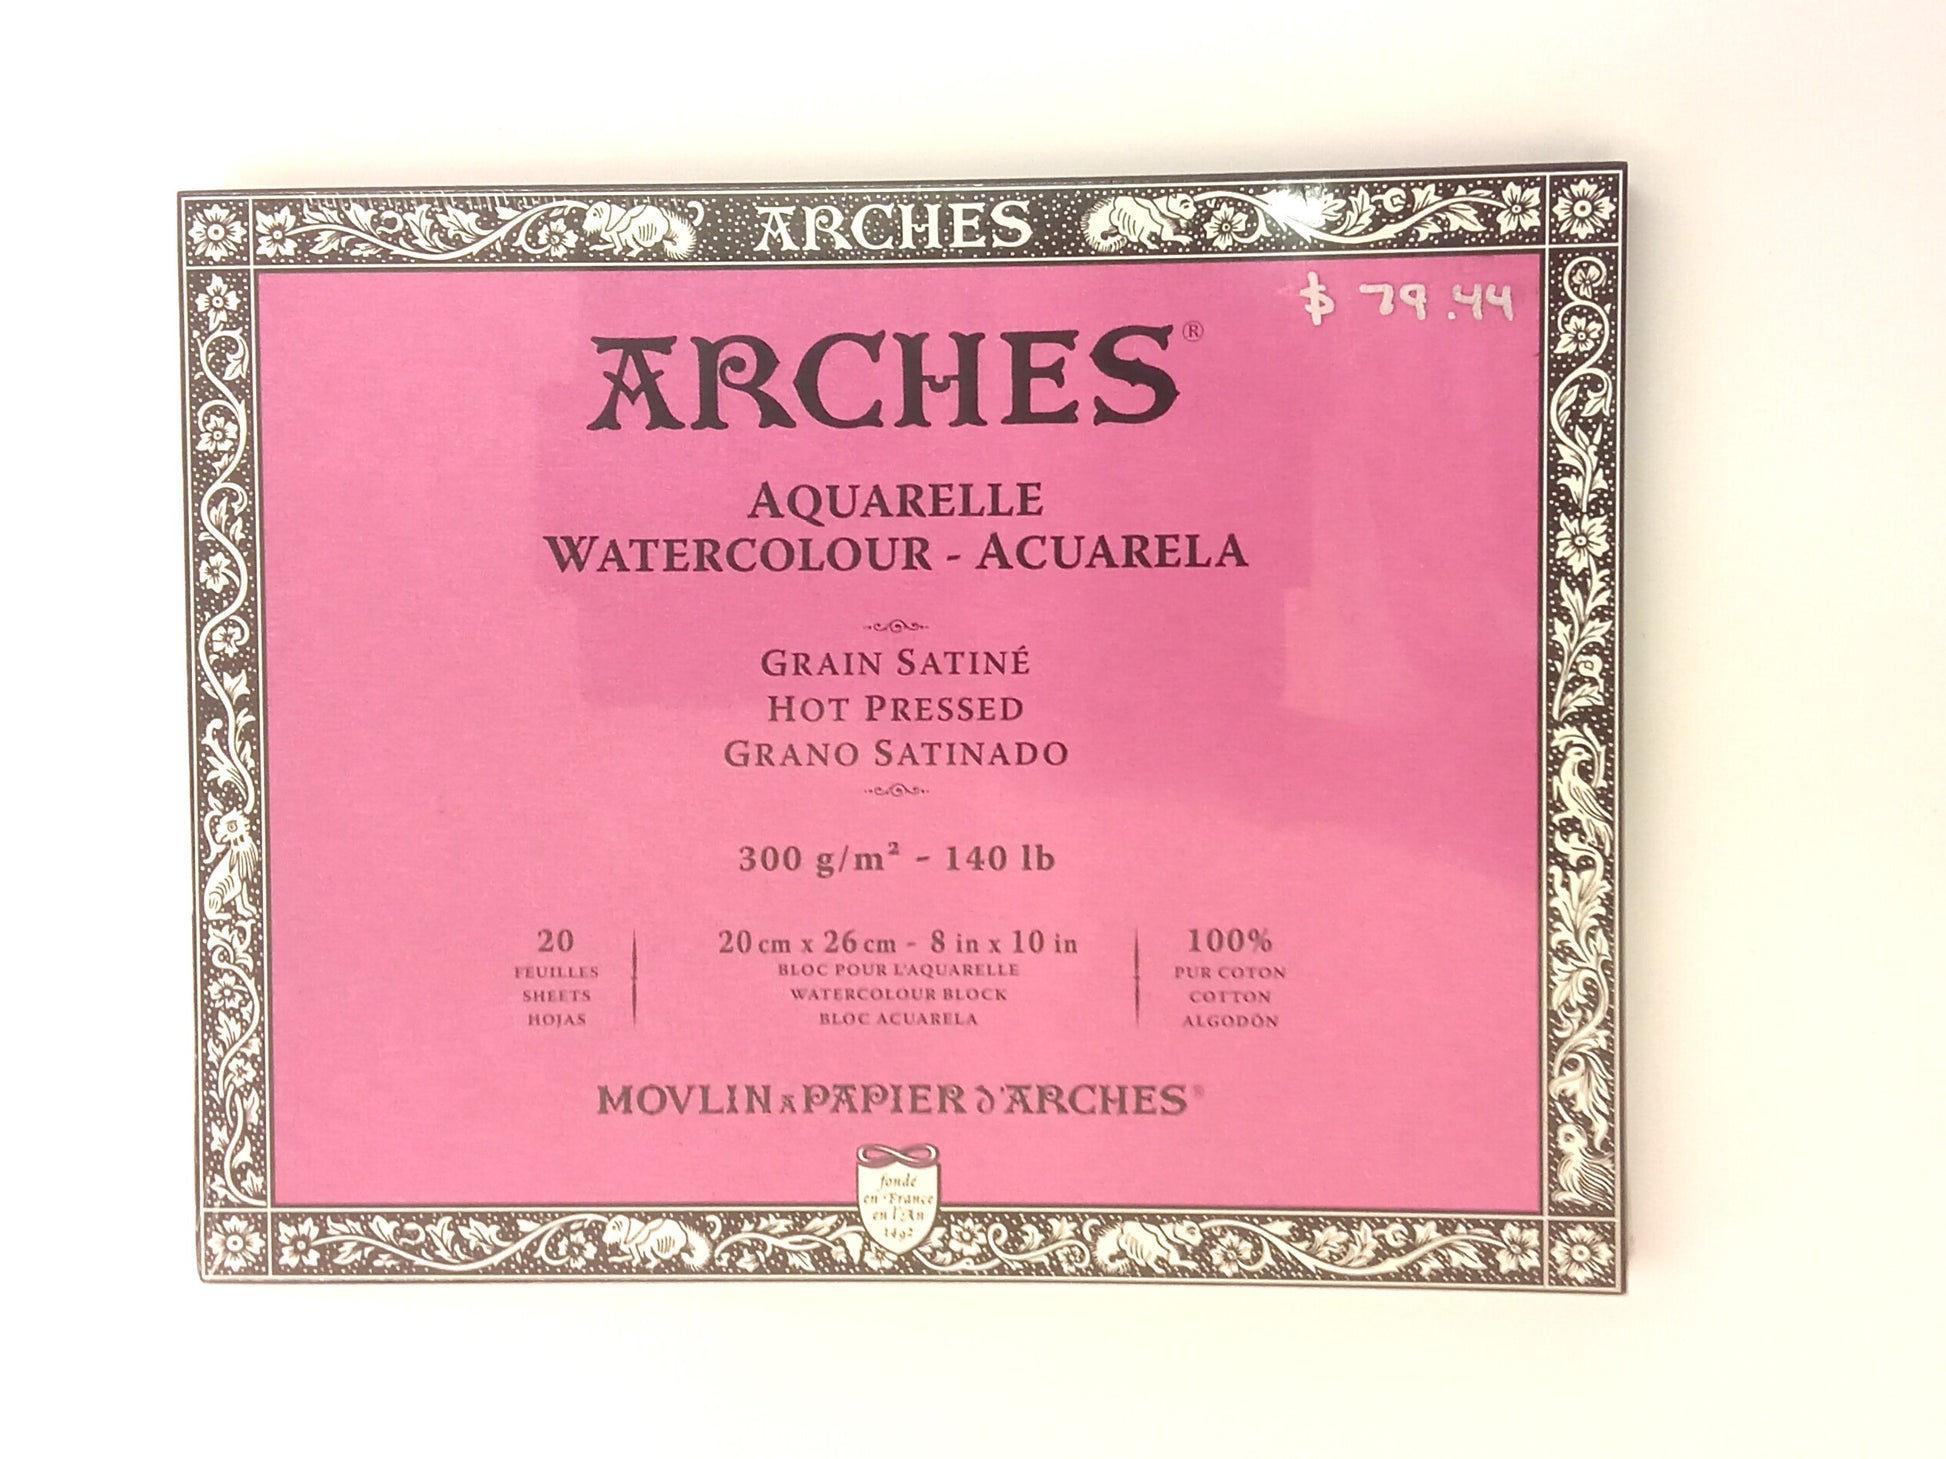 ARCHES
$ 79.44
ARCHES®
AQUARELLE
WATERCOLOUR - ACUARELA
GRAIN SATINÉ
HOT PRESSED
GRANO SATINADO
300 g/m² - 140 lb
20
FEUILLES
SHEETS
HOJAS
20 cm x 26 cm - 8 in x 10 in
BLOC POUR L'AQUARELLE
WATERCOLOUR BLOCK
BLOC ACUARELA
100%
PUR COTON
COTTON
ALGODÓN
MOVLIN A PAPIER D'ARCHES®
fondé
en France
en l'An
1492